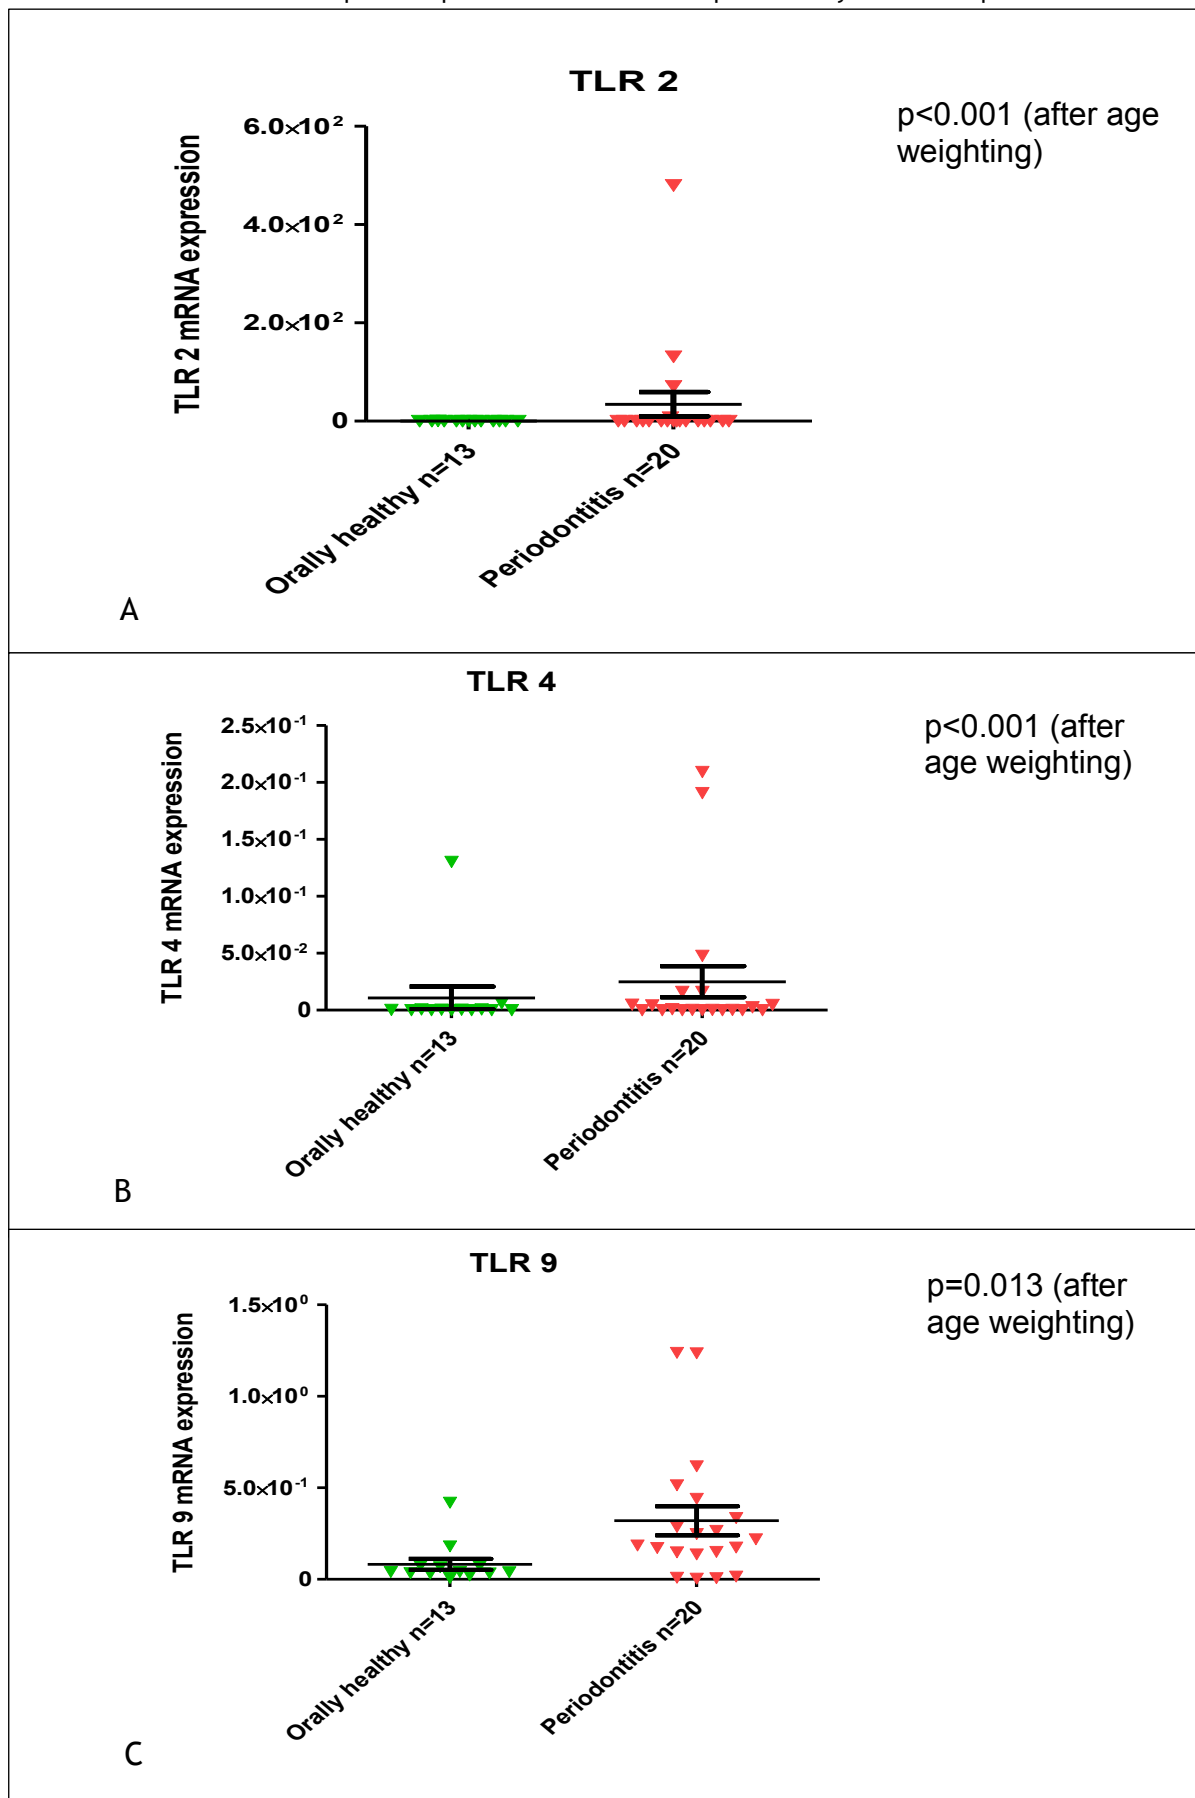 TLR 2
p<0.001 (after age
weighting)
TLR 2 mRNA expression
6.0×10²
4.0×10²
2.0×10²
0
Orally healthy n=13
Periodontitis n=20
A
TLR 4
p<0.001 (after
age weighting)
TLR 4 mRNA expression
2.5×10⁻¹
2.0×10⁻¹
1.5×10⁻¹
1.0×10⁻¹
5.0×10⁻²
0
Orally healthy n=13
Periodontitis n=20
B
TLR 9
p=0.013 (after
age weighting)
TLR 9 mRNA expression
1.5×10⁰
1.0×10⁰
5.0×10⁻¹
0
Orally healthy n=13
Periodontitis n=20
C